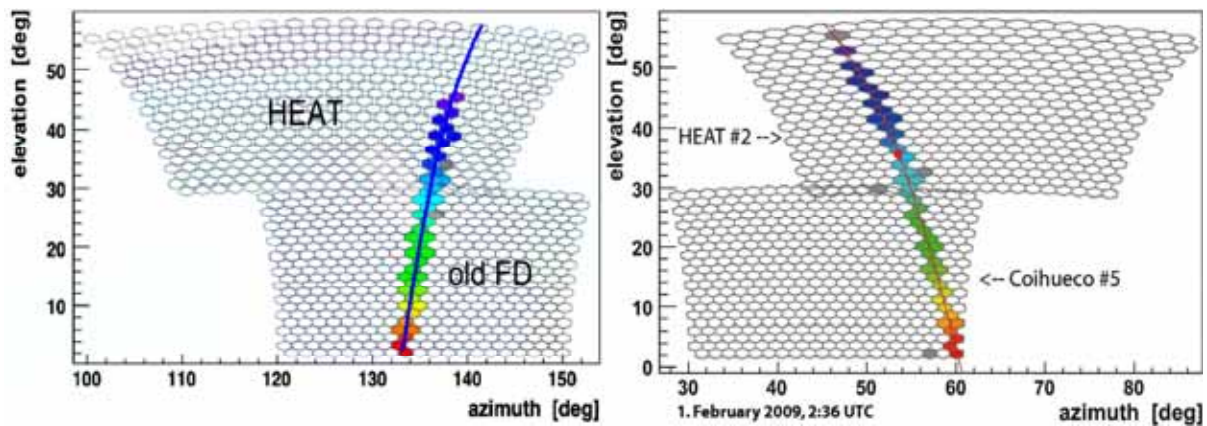 elevation [deg]
50
40
30
20
10
HEAT
old FD
100 110 120 130 140 150
azimuth [deg]
elevation [deg]
50
40
30
20
10
0
HEAT #2 -->
<-- Coihueco #5
30 40 50 60 70 80
1. February 2009, 2:36 UTC
azimuth [deg]